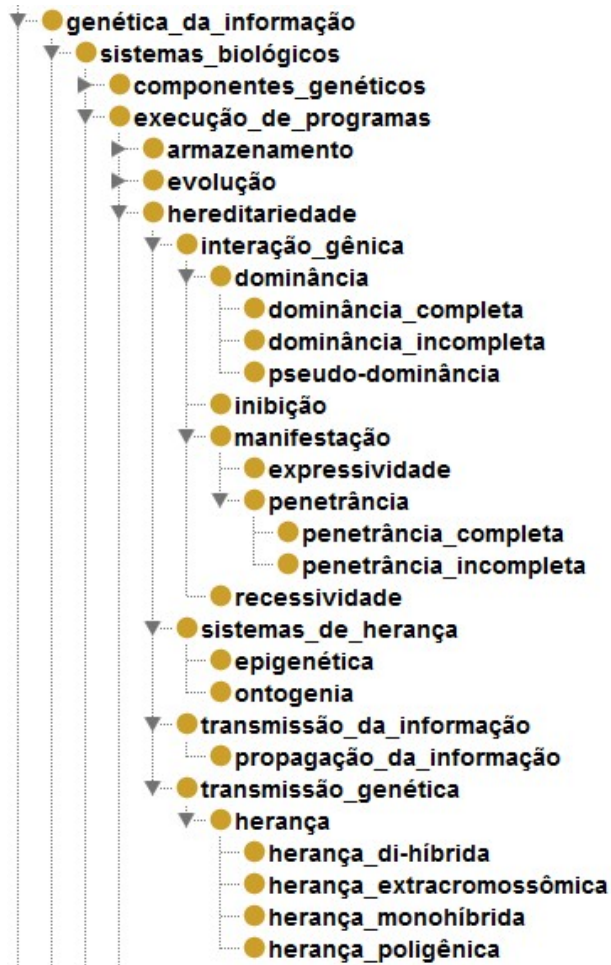 genética_da_informação
sistemas_biológicos
componentes_genéticos
execução_de_programas
armazenamento
evolução
hereditariedade
interação_gênica
dominância
dominância_completa
dominância_incompleta
pseudo-dominância
inibição
manifestação
expressividade
penetrância
penetrância_completa
penetrância_incompleta
recessividade
sistemas_de_herança
epigenética
ontogenia
transmissão_da_informação
propagação_da_informação
transmissão_genética
herança
herança_di-híbrida
herança_extracromossômica
herança_monohíbrida
herança_poligênica